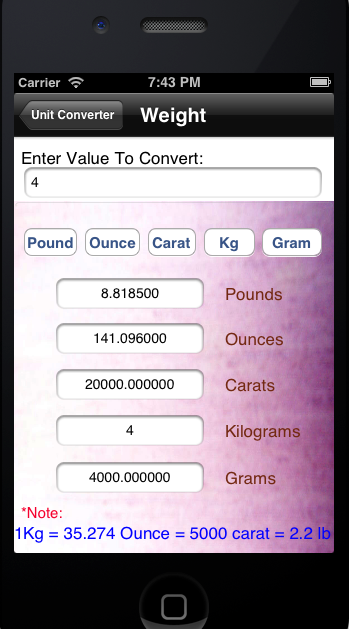 Carrier 7:43 PM
Unit Converter Weight
Enter Value To Convert:
4
Pound Ounce Carat Kg Gram
8.818500 Pounds
141.096000 Ounces
20000.000000 Carats
4 Kilograms
4000.000000 Grams
*Note:
1Kg = 35.274 Ounce = 5000 carat = 2.2 lb